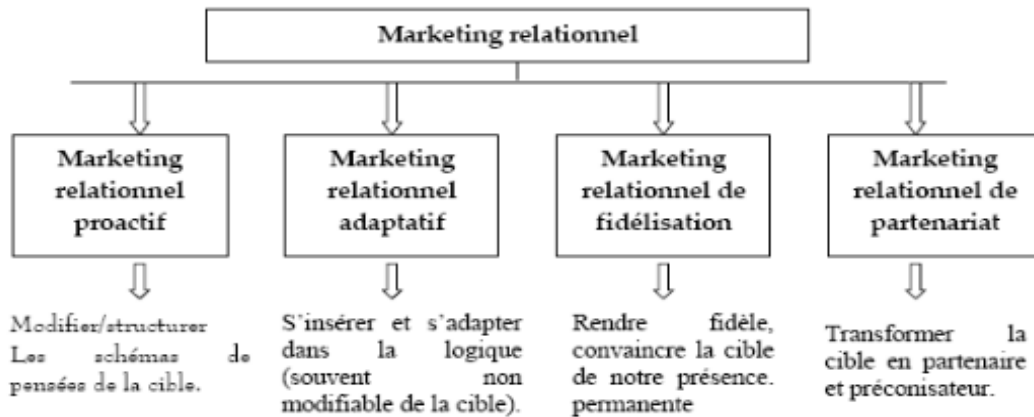 Marketing relationnel
Marketing
relationnel
proactif
Marketing
relationnel
adaptatif
Marketing
relationnel de
fidélisation
Marketing
relationnel de
partenariat
Modifier/structurer
Les schémas de
pensées de la cible.
S'insérer et s'adapter
dans la logique
(souvent non
modifiable de la cible).
Rendre fidèle,
convaincre la cible
de notre présence.
permanente
Transformer la
cible en partenaire
et préconisateur.